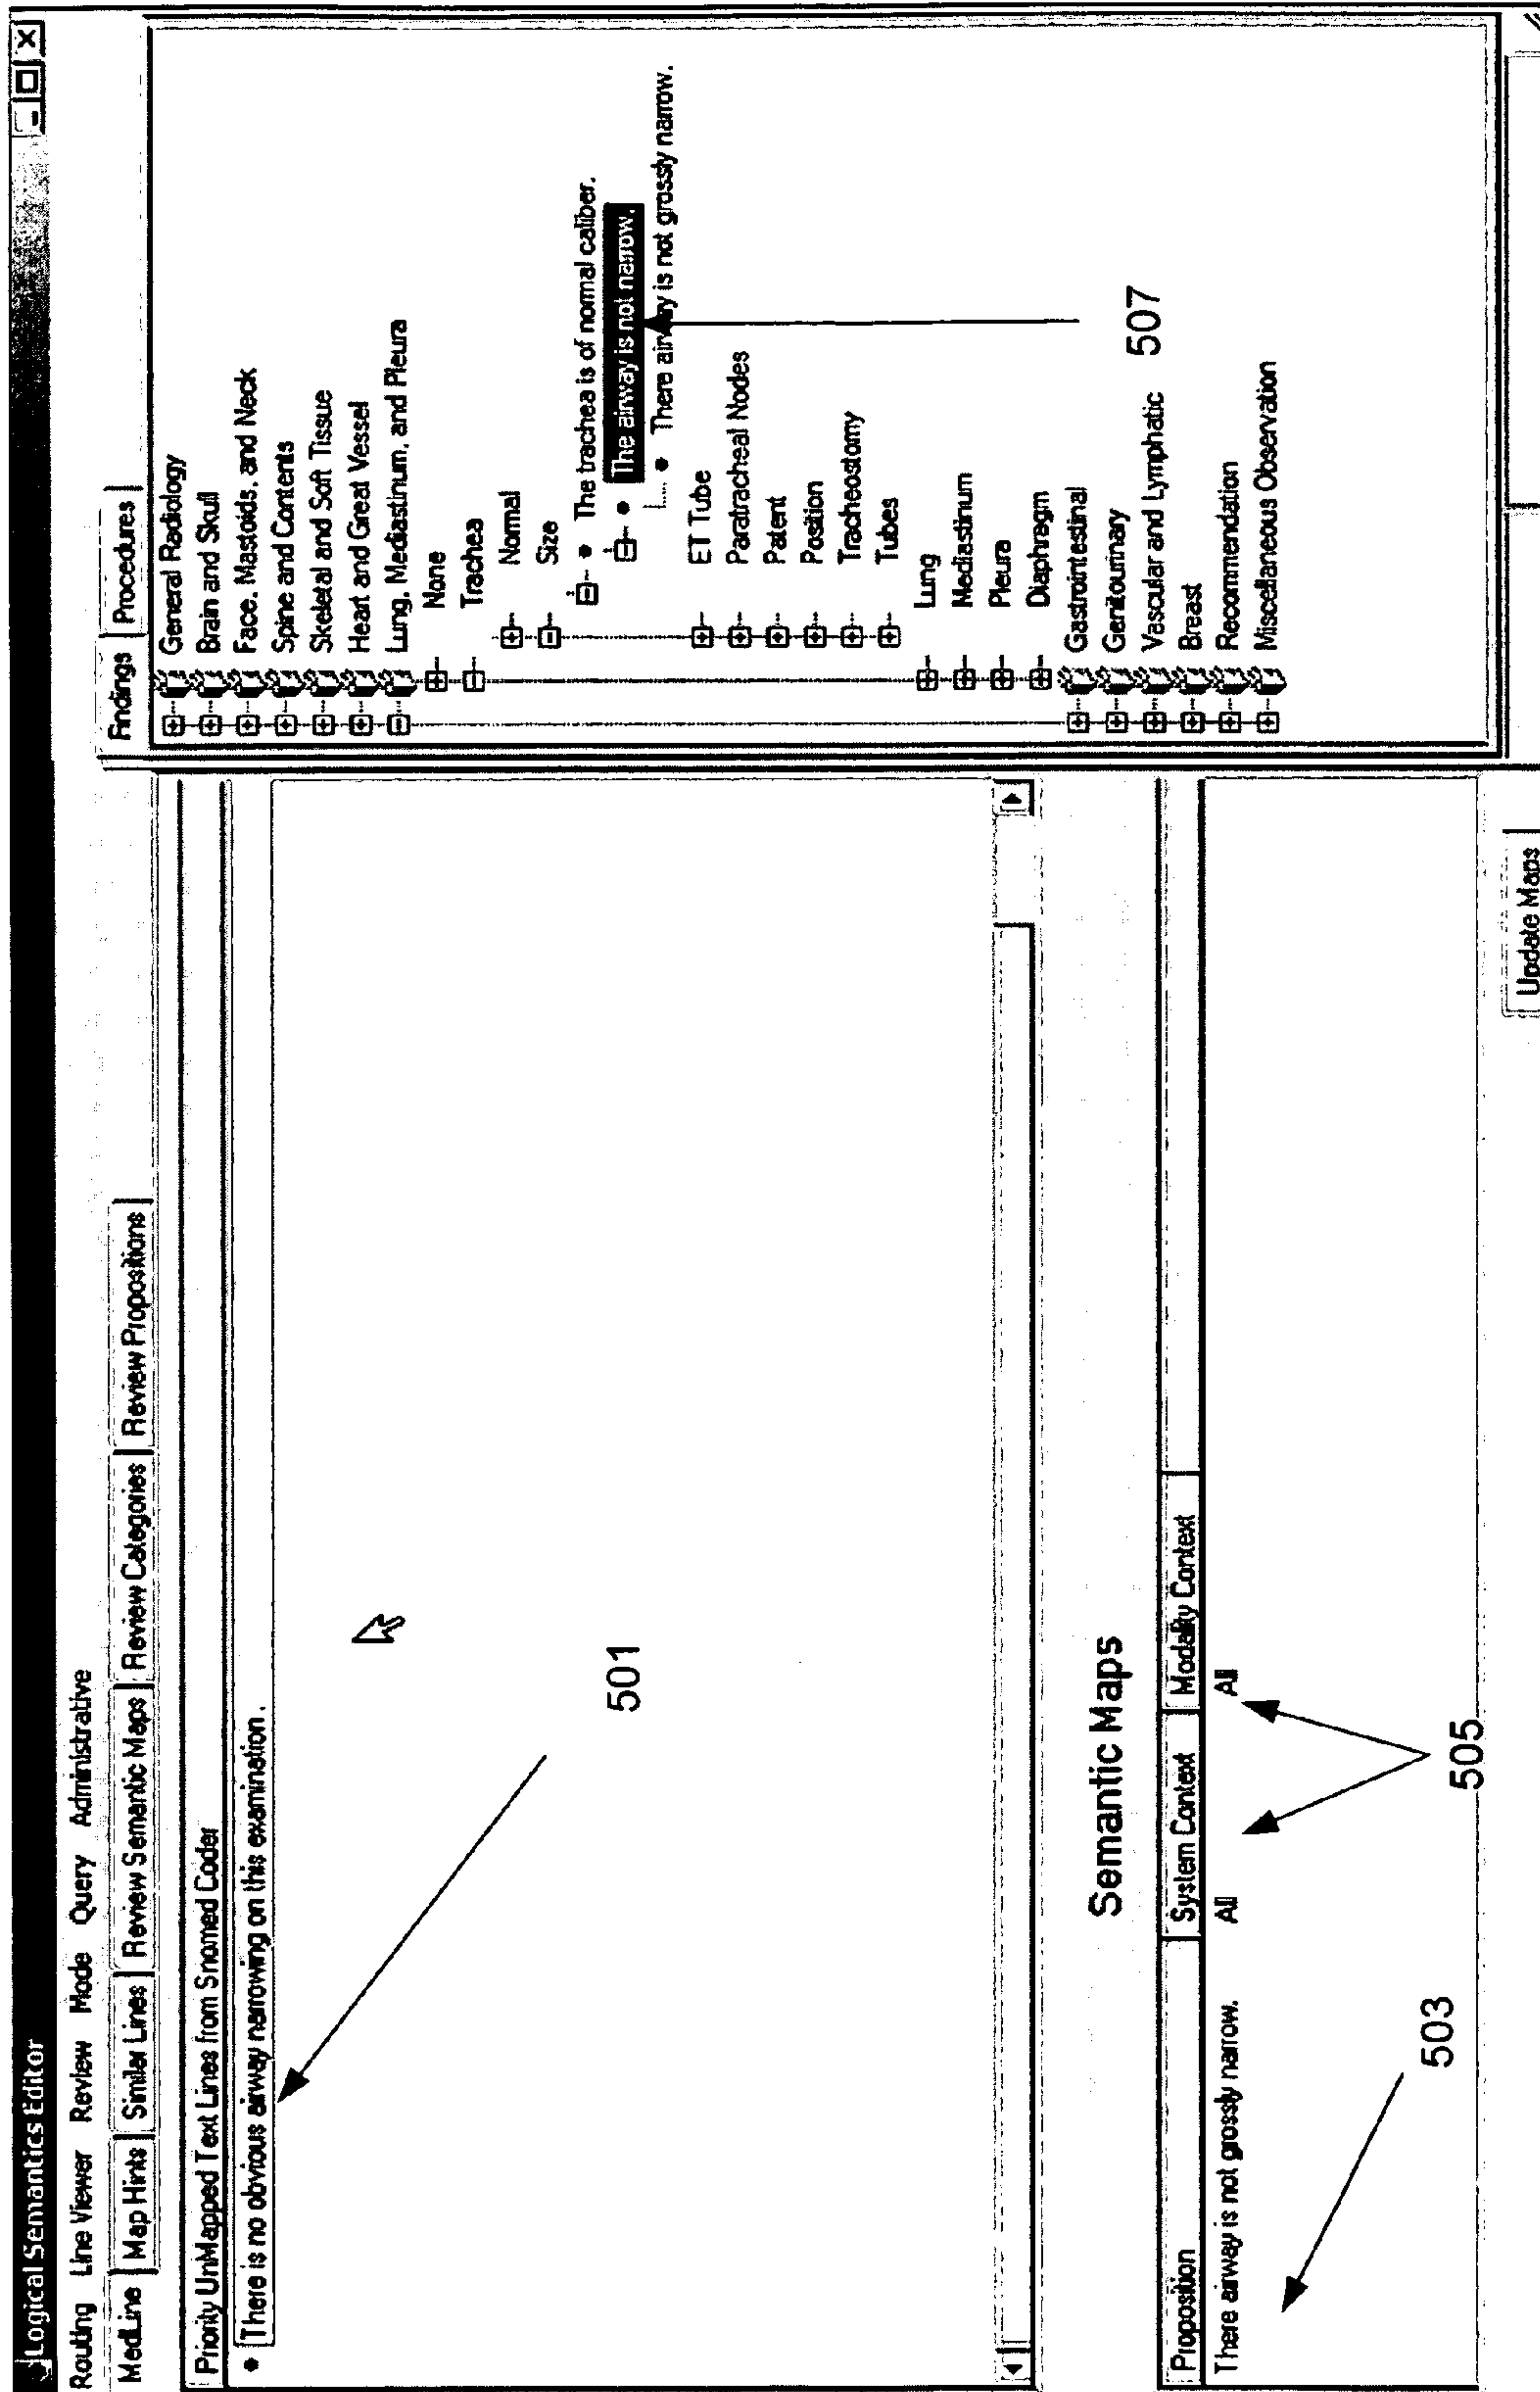 Logical Semantics Editor
Routing Line Viewer Review Mode Query Administrative
MedLine Map Hints Similar Lines Review Semantic Maps Review Categories Review Propositions
Priority UnMapped Text Lines from Snomed Coder
There is no obvious airway narrowing on this examination.
501
Semantic Maps
Proposition System Context Modality Context
There airway is not grossly narrow. All All
503
505
Update Maps
Findings Procedures
General Radiology
Brain and Skull
Face, Mastoids, and Neck
Spine and Contents
Skeletal and Soft Tissue
Heart and Great Vessel
Lung, Mediastinum, and Pleura
None
Trachea
Normal
Size
The trachea is of normal caliber.
The airway is not narrow.
There airway is not grossly narrow.
ET Tube
Paratracheal Nodes
Patent
Position
Tracheostomy
Tubes
Lung
Mediastinum
Pleura
Diaphragm
Gastrointestinal
Genitourinary
Vascular and Lymphatic
507
Breast
Recommendation
Miscellaneous Observation